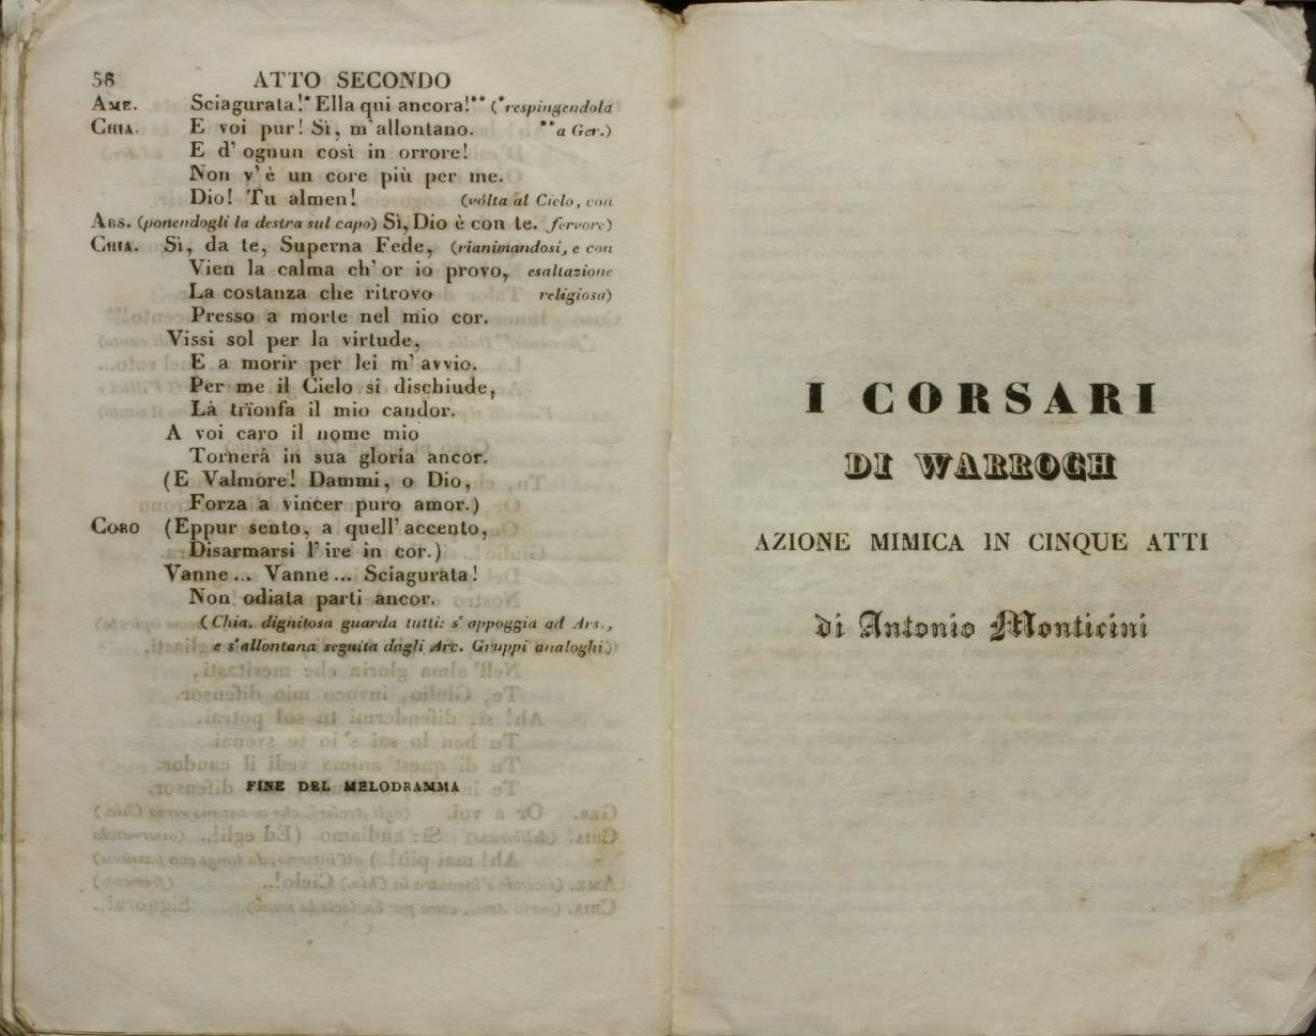 58 ATTO SECONDO
AME. Sciagurata!* Ella qui ancora!** (*respingendola
CHIA. E voi pur! Sì, m'allontano. **a Ger.)
E d'ognun così in orrore!
Non v'è un core più per me.
Dio! Tu almen! (vólta al Cielo, con
ARS. (ponendogli la destra sul capo) Sì, Dio è con te. fervore)
CHIA. Sì, da te, Superna Fede, (rianimandosi, e con
Vien la calma ch'or io provo, esaltazione
La costanza che ritrovo religiosa)
Presso a morte nel mio cor.
Vissi sol per la virtude,
E a morir per lei m'avvio.
Per me il Cielo si dischiude,
Là trïonfa il mio candor.
A voi caro il nome mio
Tornerà in sua gloria ancor.
(E Valmore! Dammi, o Dio,
Forza a vincer puro amor.)
CORO (Eppur sento, a quell'accento,
Disarmarsi l'ire in cor.)
Vanne... Vanne... Sciagurata!
Non odiata parti ancor.
(Chia. dignitosa guarda tutti: s'appoggia ad Ars.,
e s'allontana seguita dagli Arc. Gruppi analoghi)
FINE DEL MELODRAMMA
I CORSARI
DI WARROGH
AZIONE MIMICA IN CINQUE ATTI
di Antonio Monticini